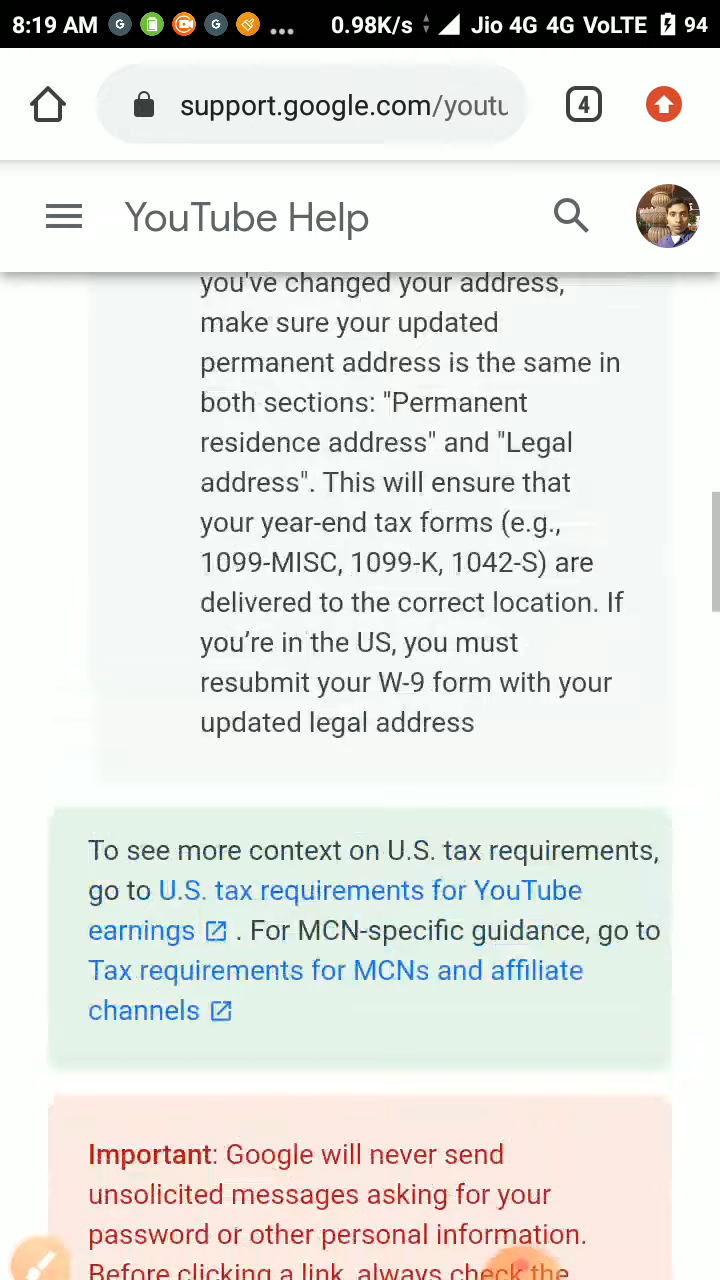 8:19 AM G G ... 0.98K/s Jio 4G 4G VoLTE 94
support.google.com/youtu 4
YouTube Help
you've changed your address,
make sure your updated
permanent address is the same in
both sections: "Permanent
residence address" and "Legal
address". This will ensure that
your year-end tax forms (e.g.,
1099-MISC, 1099-K, 1042-S) are
delivered to the correct location. If
you’re in the US, you must
resubmit your W-9 form with your
updated legal address
To see more context on U.S. tax requirements,
go to U.S. tax requirements for YouTube
earnings . For MCN-specific guidance, go to
Tax requirements for MCNs and affiliate
channels
Important: Google will never send
unsolicited messages asking for your
password or other personal information.
Before clicking a link, always check the